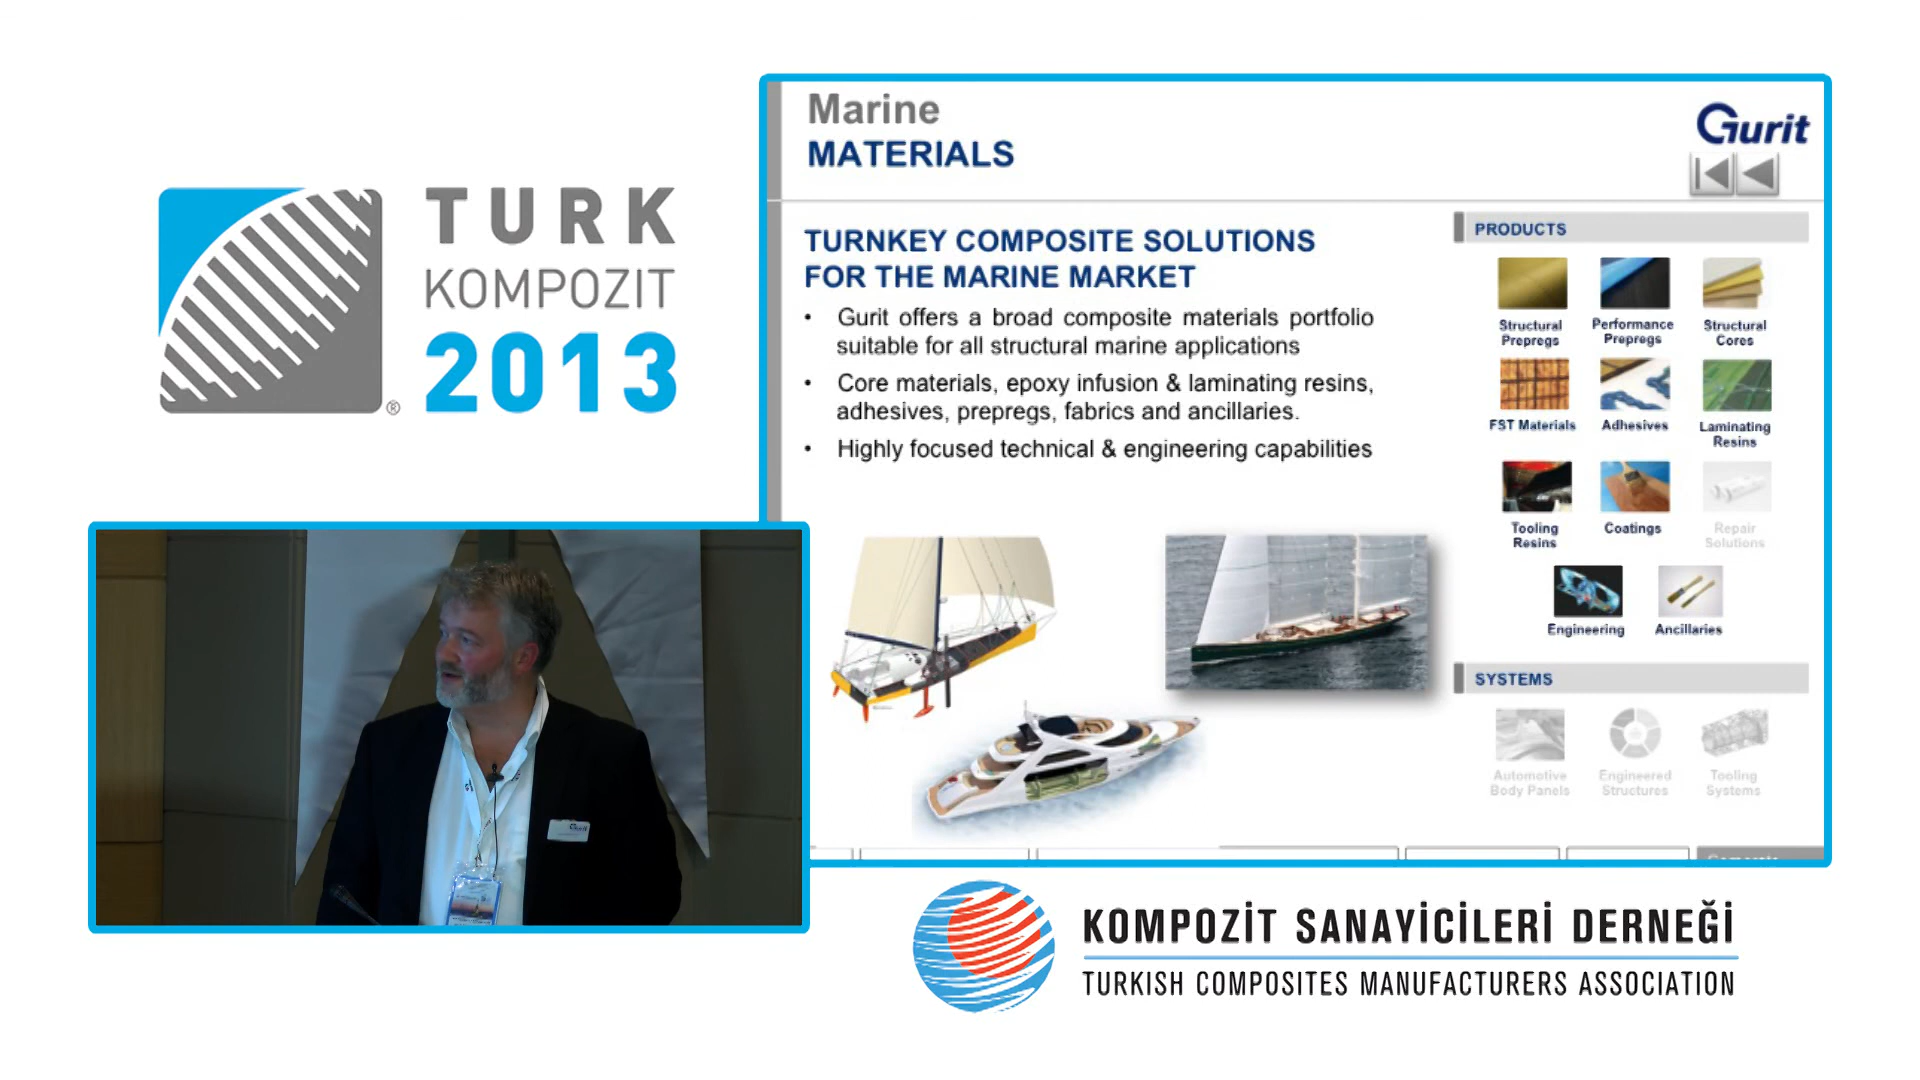 TURK
KOMPOZIT
2013
®
Marine
MATERIALS
Gurit
TURNKEY COMPOSITE SOLUTIONS
FOR THE MARINE MARKET
• Gurit offers a broad composite materials portfolio
suitable for all structural marine applications
• Core materials, epoxy infusion & laminating resins,
adhesives, prepregs, fabrics and ancillaries.
• Highly focused technical & engineering capabilities
PRODUCTS
Structural
Prepregs
Performance
Prepregs
Structural
Cores
FST Materials
Adhesives
Laminating
Resins
Tooling
Resins
Coatings
Repair
Solutions
Engineering
Ancillaries
SYSTEMS
Automotive
Body Panels
Engineered
Structures
Tooling
Systems
Gurit
KOMPOZİT SANAYİCİLERİ DERNEĞİ
TURKISH COMPOSITES MANUFACTURERS ASSOCIATION